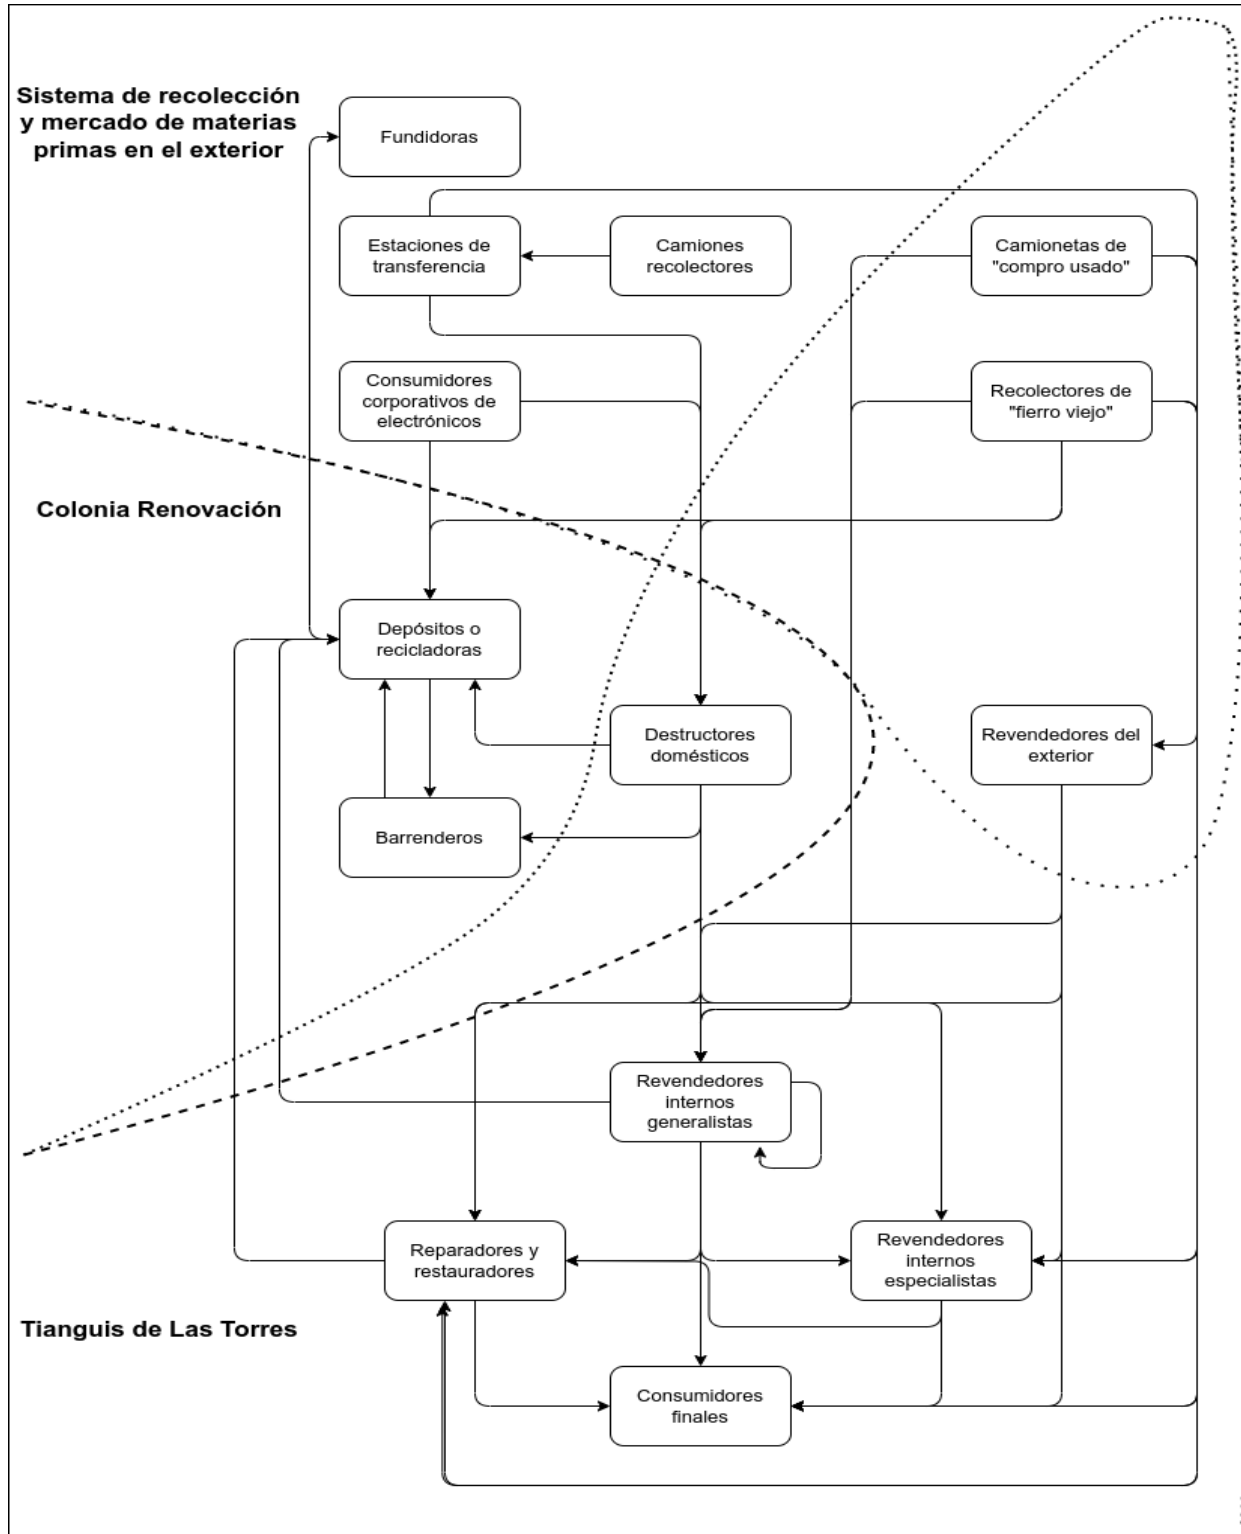 Sistema de recolección
y mercado de materias
primas en el exterior
Fundidoras
Estaciones de
transferencia
Camiones
recolectores
Camionetas de
"compro usado"
Consumidores
corporativos de
electrónicos
Recolectores de
"fierro viejo"
Colonia Renovación
Depósitos o
recicladoras
Destructores
domésticos
Revendedores del
exterior
Barrenderos
Revendedores
internos
generalistas
Reparadores y
restauradores
Revendedores
internos
especialistas
Tianguis de Las Torres
Consumidores
finales